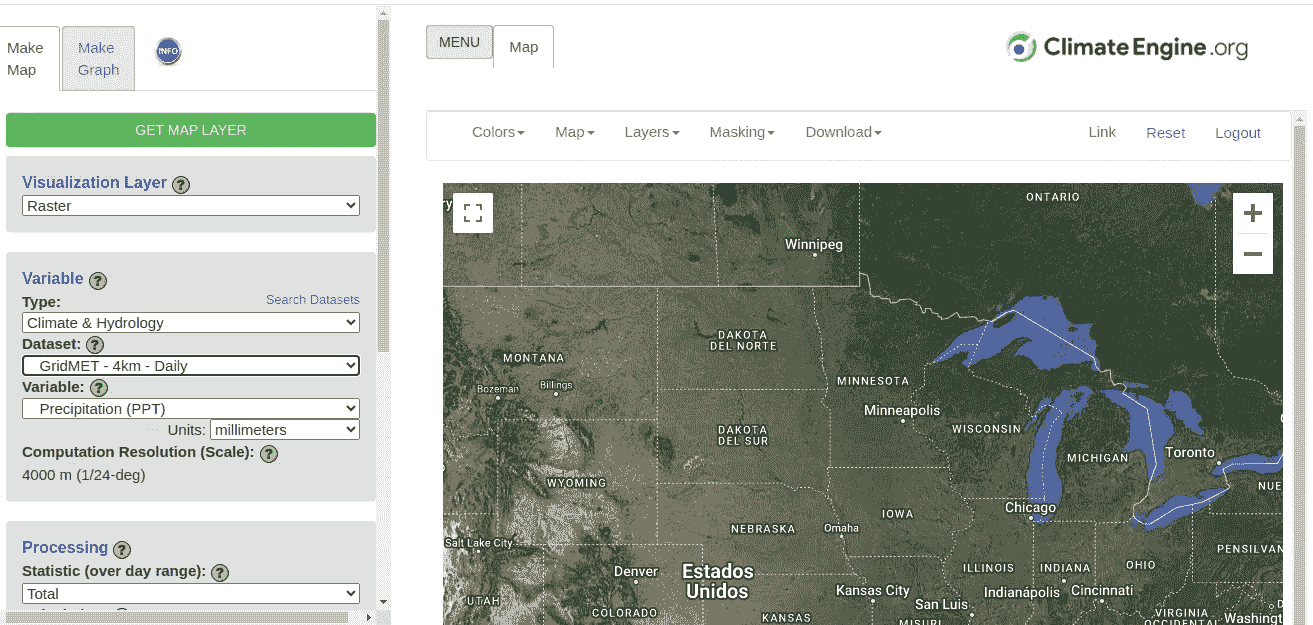 Make
Map
Make
Graph
INFO
GET MAP LAYER
Visualization Layer ?
Raster
Variable ?
Type:
Search Datasets
Climate & Hydrology
Dataset: ?
GridMET - 4km - Daily
Variable: ?
Precipitation (PPT)
Units: millimeters
Computation Resolution (Scale): ?
4000 m (1/24-deg)
Processing ?
Statistic (over day range): ?
Total
MENU
Map
ClimateEngine.org
Colors
Map
Layers
Masking
Download
Link
Reset
Logout
ONTARIO
Winnipeg
DAKOTA
DEL NORTE
MONTANA
Bozeman
Billings
MINNESOTA
Minneapolis
WISCONSIN
DAKOTA
DEL SUR
MICHIGAN
Toronto
WYOMING
NUE
Chicago
IOWA
NEBRASKA
Omaha
Salt Lake City
PENSILVAN
Denver
Estados
Unidos
ILLINOIS
INDIANA
OHIO
Indianápolis
Cincinnati
Kansas City
San Luis
UTAH
COLORADO
KANSAS
MISURI
VIRGINIA
OCCIDENTAL
Washingt